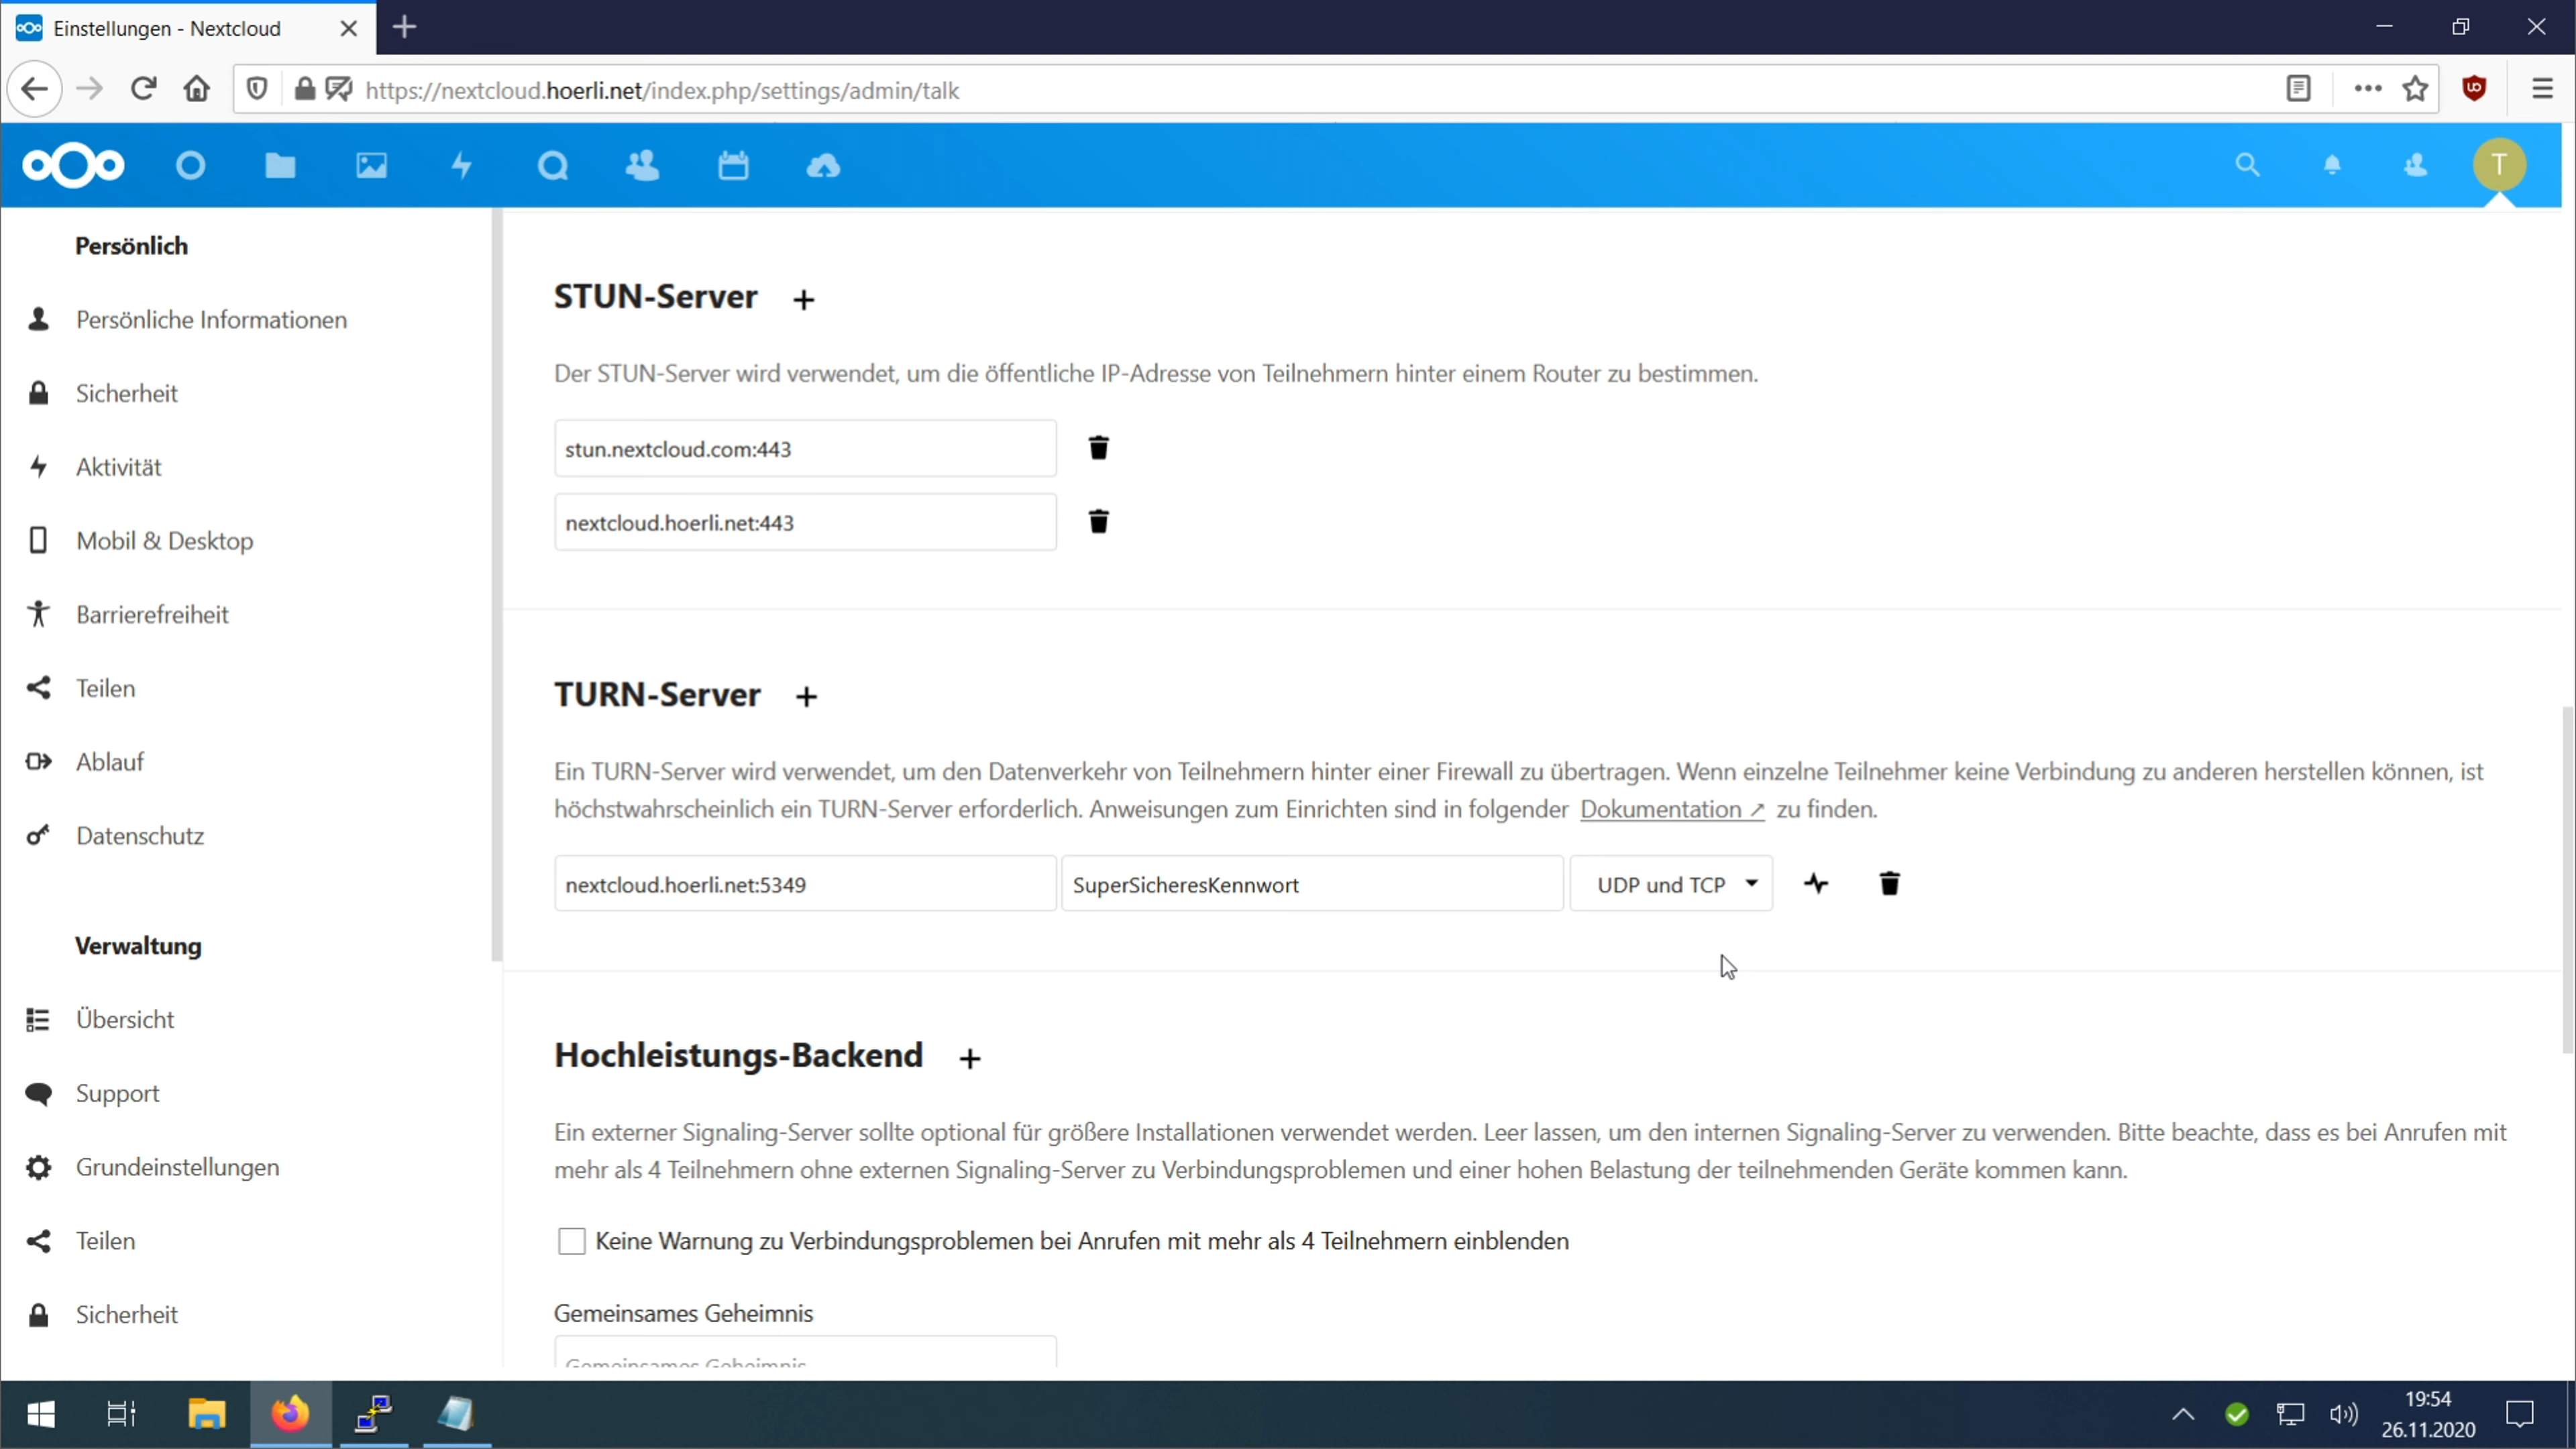 Einstellungen - Nextcloud
https://nextcloud.hoerli.net/index.php/settings/admin/talk
T
Persönlich
Persönliche Informationen
Sicherheit
Aktivität
Mobil & Desktop
Barrierefreiheit
Teilen
Ablauf
Datenschutz
Verwaltung
Übersicht
Support
Grundeinstellungen
Teilen
Sicherheit
STUN-Server +
Der STUN-Server wird verwendet, um die öffentliche IP-Adresse von Teilnehmern hinter einem Router zu bestimmen.
stun.nextcloud.com:443
nextcloud.hoerli.net:443
TURN-Server +
Ein TURN-Server wird verwendet, um den Datenverkehr von Teilnehmern hinter einer Firewall zu übertragen. Wenn einzelne Teilnehmer keine Verbindung zu anderen herstellen können, ist
höchstwahrscheinlich ein TURN-Server erforderlich. Anweisungen zum Einrichten sind in folgender Dokumentation ↗ zu finden.
nextcloud.hoerli.net:5349 SuperSicheresKennwort UDP und TCP
Hochleistungs-Backend +
Ein externer Signaling-Server sollte optional für größere Installationen verwendet werden. Leer lassen, um den internen Signaling-Server zu verwenden. Bitte beachte, dass es bei Anrufen mit
mehr als 4 Teilnehmern ohne externen Signaling-Server zu Verbindungsproblemen und einer hohen Belastung der teilnehmenden Geräte kommen kann.
Keine Warnung zu Verbindungsproblemen bei Anrufen mit mehr als 4 Teilnehmern einblenden
Gemeinsames Geheimnis
Gemeinsames Geheimnis
19:54
26.11.2020